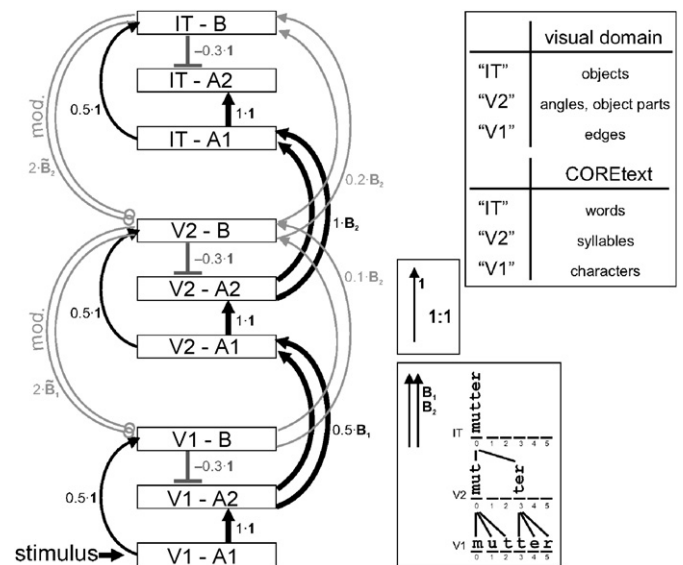 IT - B
–0.3·1
IT - A2
0.5·1
1·1
IT - A1
mod.
2·B̃₂
0.2·B₂
1·B₂
V2 - B
–0.3·1
0.1·B₂
V2 - A2
0.5·1
1·1
V2 - A1
mod.
2·B̃₁
0.5·B₁
V1 - B
–0.3·1
V1 - A2
0.5·1
1·1
stimulus
V1 - A1
visual domain
“IT” objects
“V2” angles, object parts
“V1” edges
COREtext
“IT” words
“V2” syllables
“V1” characters
1
1:1
B₁
B₂
mutter
IT 0 1 2 3 4 5
mut-
ter
V2 0 1 2 3 4 5
m u t t e r
V1 0 1 2 3 4 5